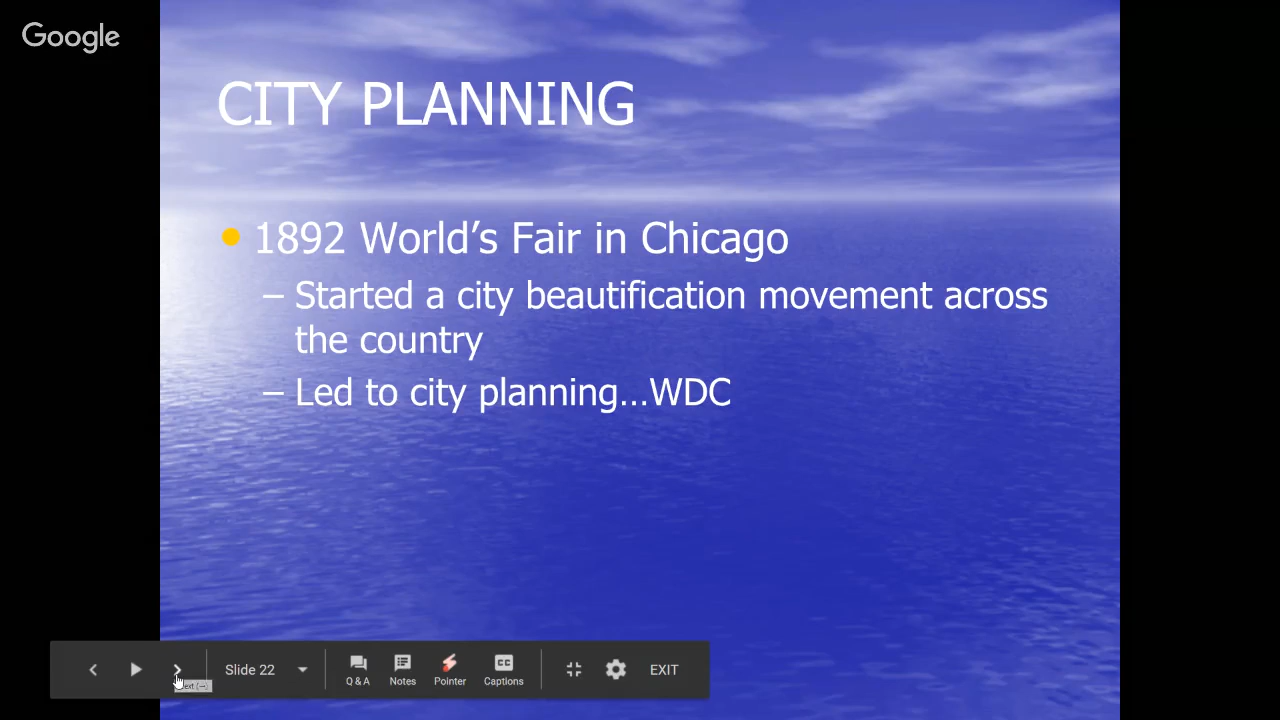 Google
CITY PLANNING
1892 World’s Fair in Chicago
– Started a city beautification movement across
the country
– Led to city planning…WDC
Slide 22
Q & A
Notes
Pointer
Captions
EXIT